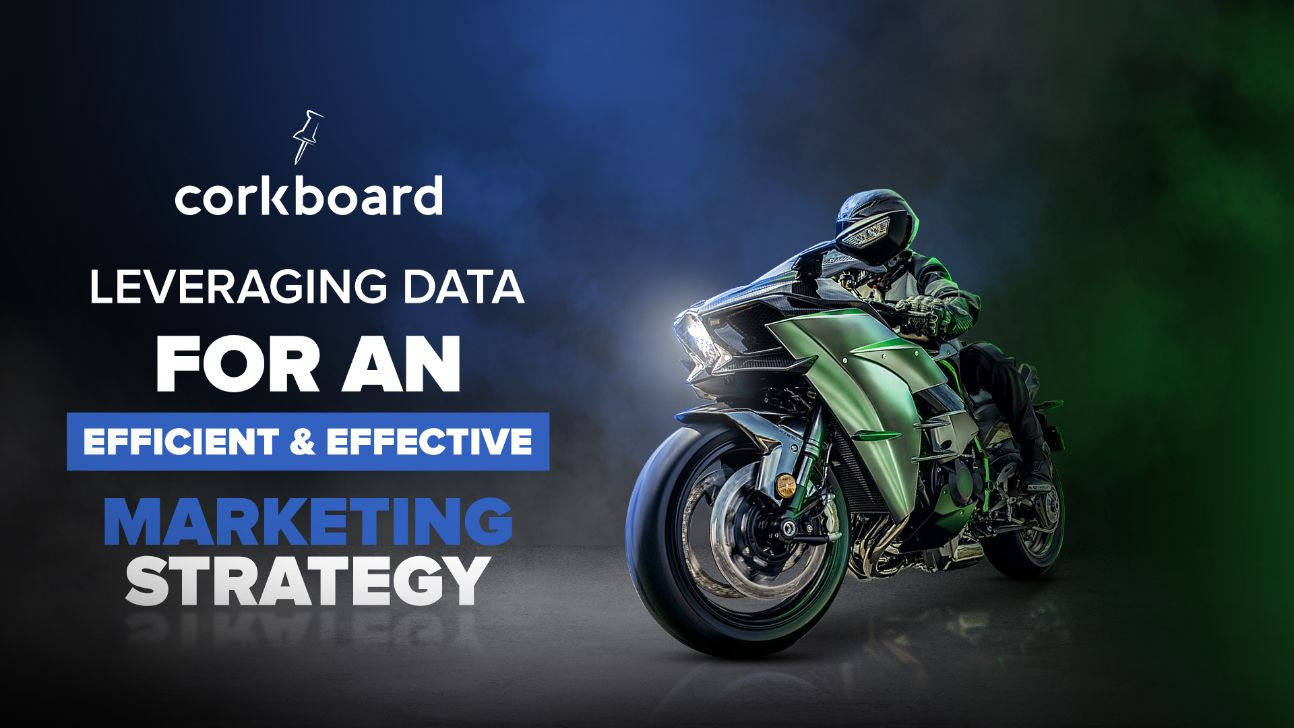 corkboard
LEVERAGING DATA
FOR AN
EFFICIENT & EFFECTIVE
MARKETING
STRATEGY